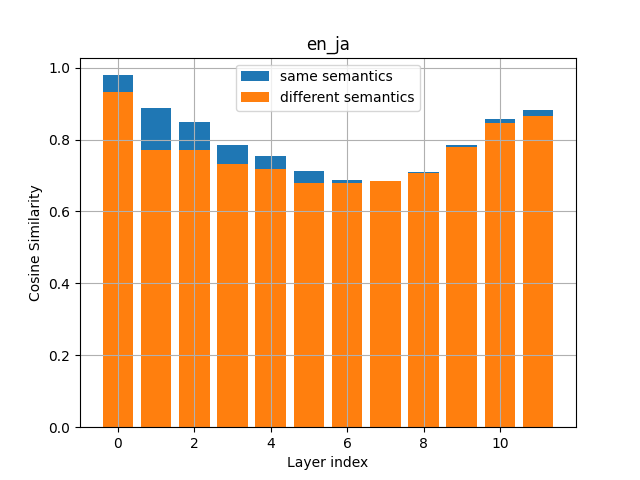 en_ja
same semantics
different semantics
1.0
0.8
0.6
0.4
0.2
0.0
Cosine Similarity
0 2 4 6 8 10
Layer index